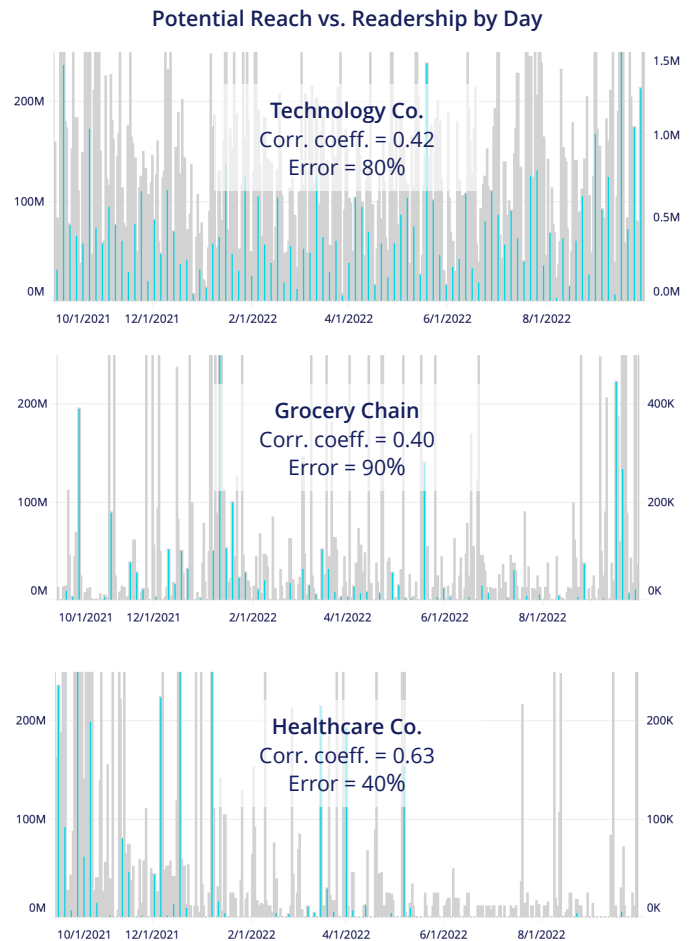 Potential Reach vs. Readership by Day
Technology Co.
Corr. coeff. = 0.42
Error = 80%
200M
100M
0M
1.5M
1.0M
0.5M
0.0M
10/1/2021 12/1/2021 2/1/2022 4/1/2022 6/1/2022 8/1/2022
Grocery Chain
Corr. coeff. = 0.40
Error = 90%
200M
100M
0M
400K
200K
0K
10/1/2021 12/1/2021 2/1/2022 4/1/2022 6/1/2022 8/1/2022
Healthcare Co.
Corr. coeff. = 0.63
Error = 40%
200M
100M
0M
200K
100K
0K
10/1/2021 12/1/2021 2/1/2022 4/1/2022 6/1/2022 8/1/2022